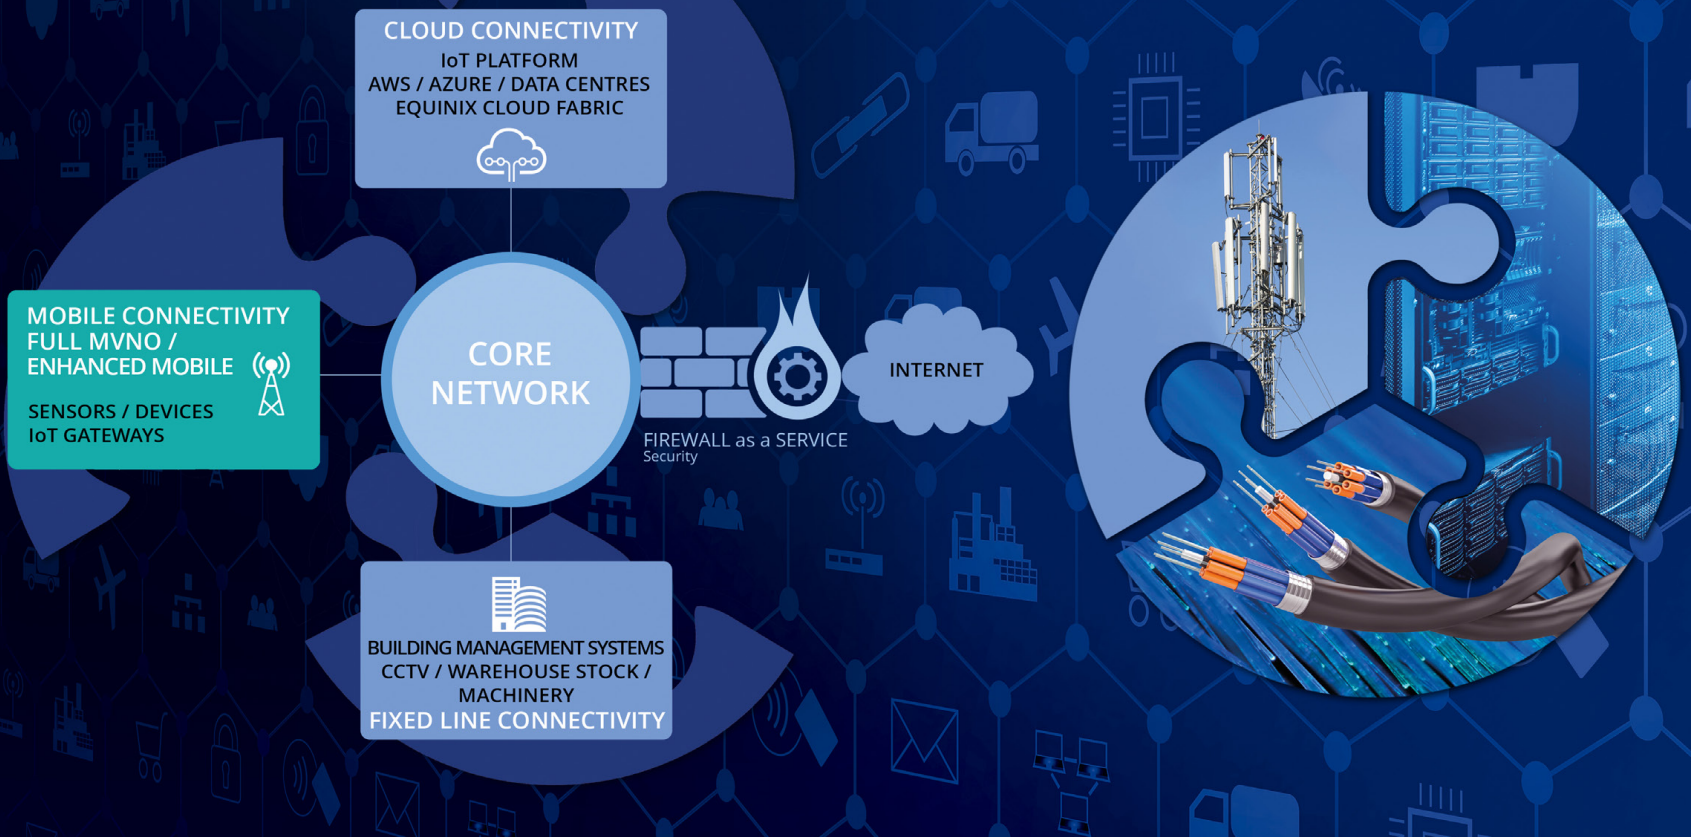 CLOUD CONNECTIVITY
IoT PLATFORM
AWS / AZURE / DATA CENTRES
EQUINIX CLOUD FABRIC
MOBILE CONNECTIVITY
FULL MVNO /
ENHANCED MOBILE
SENSORS / DEVICES
IoT GATEWAYS
CORE
NETWORK
FIREWALL as a SERVICE
Security
INTERNET
BUILDING MANAGEMENT SYSTEMS
CCTV / WAREHOUSE STOCK /
MACHINERY
FIXED LINE CONNECTIVITY